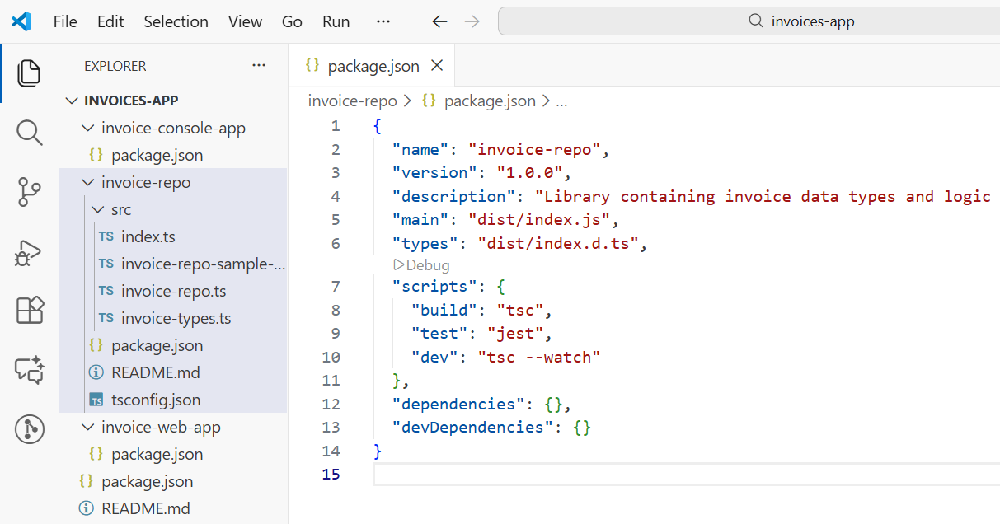 File Edit Selection View Go Run ··· invoices-app
EXPLORER ···
INVOICES-APP
invoice-console-app
{} package.json
invoice-repo
src
TS index.ts
TS invoice-repo-sample-...
TS invoice-repo.ts
TS invoice-types.ts
{} package.json
README.md
TS tsconfig.json
invoice-web-app
{} package.json
{} package.json
README.md
{} package.json
invoice-repo > {} package.json > ...
1 {
2 "name": "invoice-repo",
3 "version": "1.0.0",
4 "description": "Library containing invoice data types and logic
5 "main": "dist/index.js",
6 "types": "dist/index.d.ts",
Debug
7 "scripts": {
8 "build": "tsc",
9 "test": "jest",
10 "dev": "tsc --watch"
11 },
12 "dependencies": {},
13 "devDependencies": {}
14 }
15